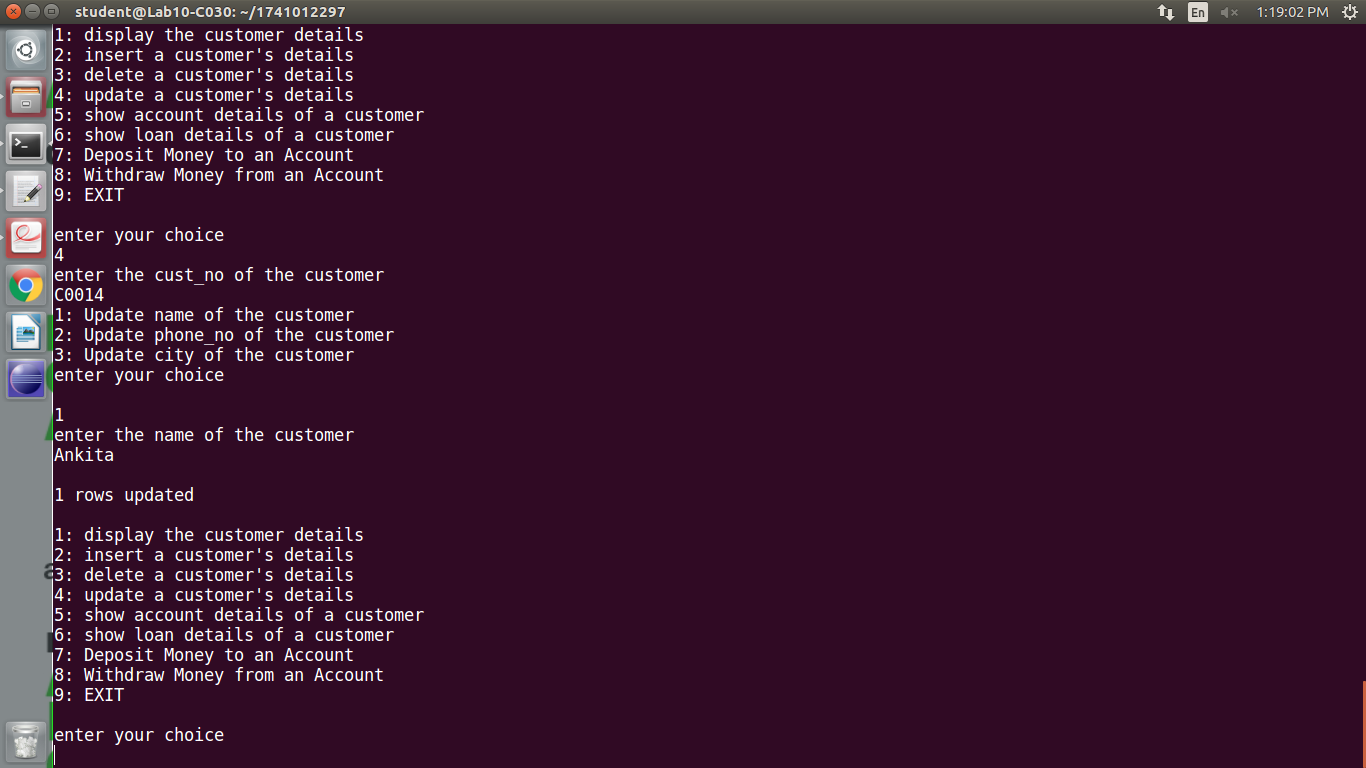 student@Lab10-C030: ~/1741012297
En
1:19:02 PM
1: display the customer details
2: insert a customer's details
3: delete a customer's details
4: update a customer's details
5: show account details of a customer
6: show loan details of a customer
7: Deposit Money to an Account
8: Withdraw Money from an Account
9: EXIT
enter your choice
4
enter the cust_no of the customer
C0014
1: Update name of the customer
2: Update phone_no of the customer
3: Update city of the customer
enter your choice
1
enter the name of the customer
Ankita
1 rows updated
1: display the customer details
2: insert a customer's details
3: delete a customer's details
4: update a customer's details
5: show account details of a customer
6: show loan details of a customer
7: Deposit Money to an Account
8: Withdraw Money from an Account
9: EXIT
enter your choice